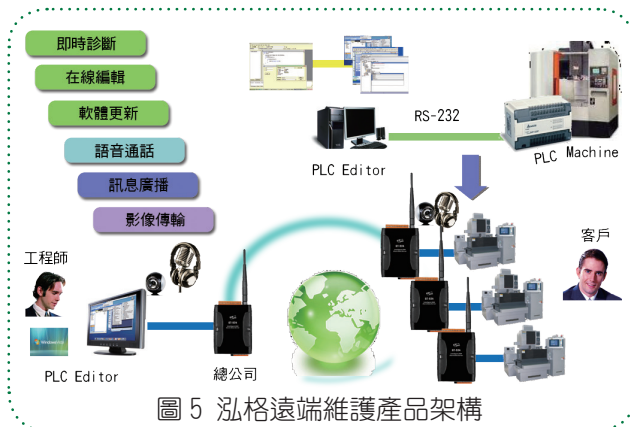 即時診斷
在線編輯
軟體更新
語音通話
訊息廣播
影像傳輸
RS-232
PLC Editor
PLC Machine
工程師
客戶
PLC Editor
總公司
圖 5 泓格遠端維護產品架構